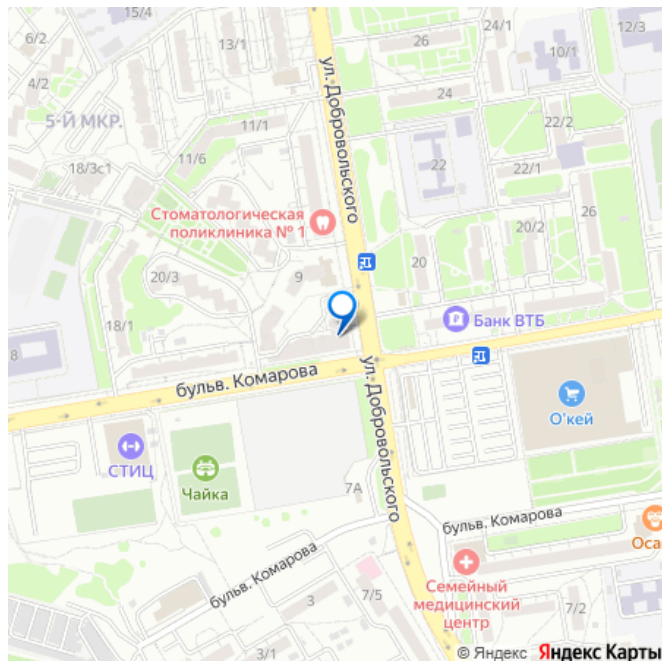 15/4
24/1
12/3
6/2
13/1
26
10/1
4/2
ул. Добровольского
24
5-Й МКР.
11/1
22/2
11/6
22
18/3с1
22/1
Стоматологическая
поликлиника № 1
20/2
26
20/3
9
20
18/1
Банк ВТБ
8
бульв. Комарова
ул. Добровольского
О'кей
СТИЦ
Чайка
7А
бульв. Комарова
Оса
бульв. Комарова
Семейный
медицинский
центр
3
7/5
7/2
3/1
© Яндекс Яндекс Карты